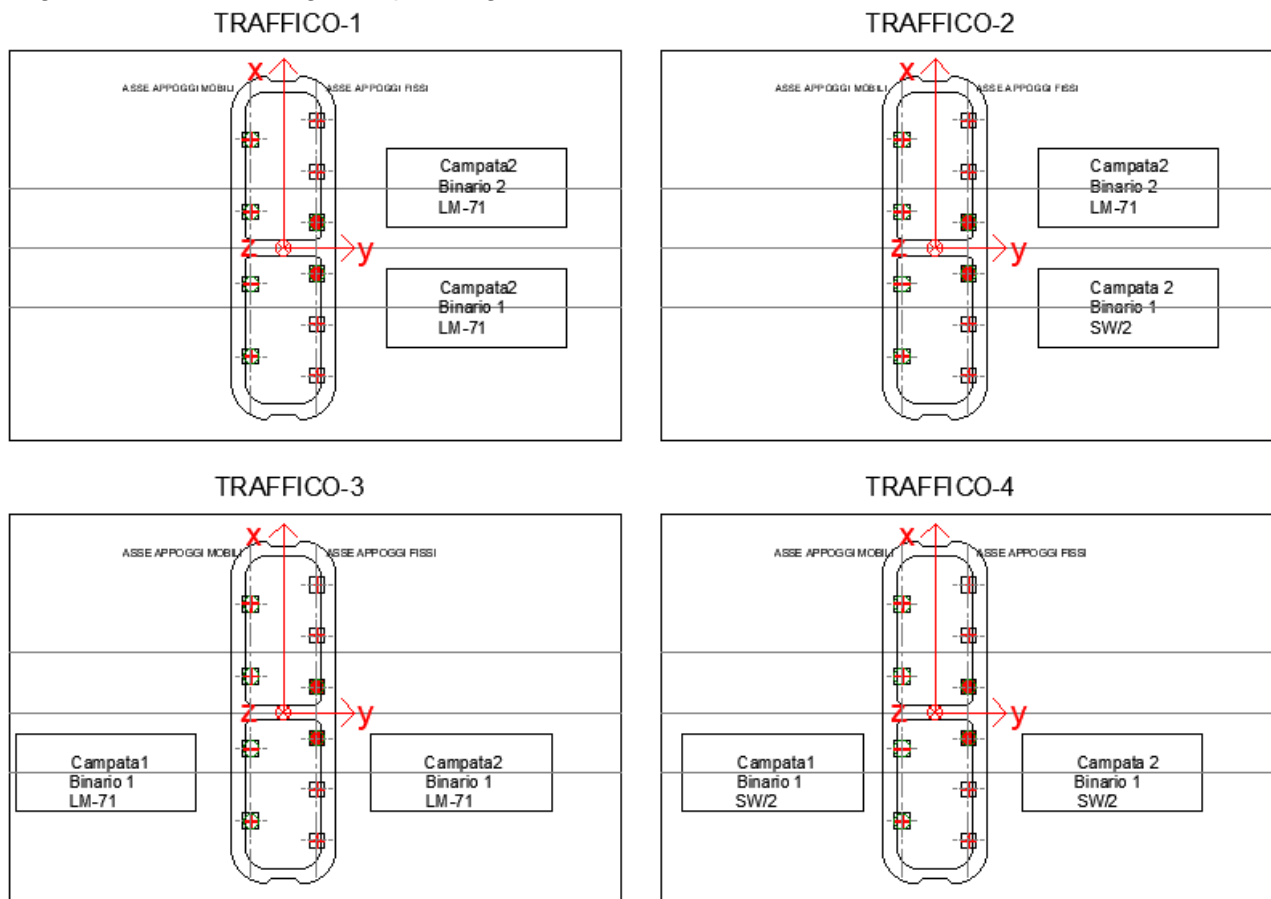 TRAFFICO-1
x
ASSE APPOGGI MOBILI
ASSE APPOGGI FISSI
Campata2
Binario 2
LM-71
z
y
Campata2
Binario 1
LM-71
TRAFFICO-2
x
ASSE APPOGGI MOBILI
ASSE APPOGGI FISSI
Campata2
Binario 2
LM-71
z
y
Campata 2
Binario 1
SW/2
TRAFFICO-3
x
ASSE APPOGGI MOBILI
ASSE APPOGGI FISSI
z
y
Campata1
Binario 1
LM-71
Campata2
Binario 1
LM-71
TRAFFICO-4
x
ASSE APPOGGI MOBILI
ASSE APPOGGI FISSI
z
y
Campata1
Binario 1
SW/2
Campata 2
Binario 1
SW/2